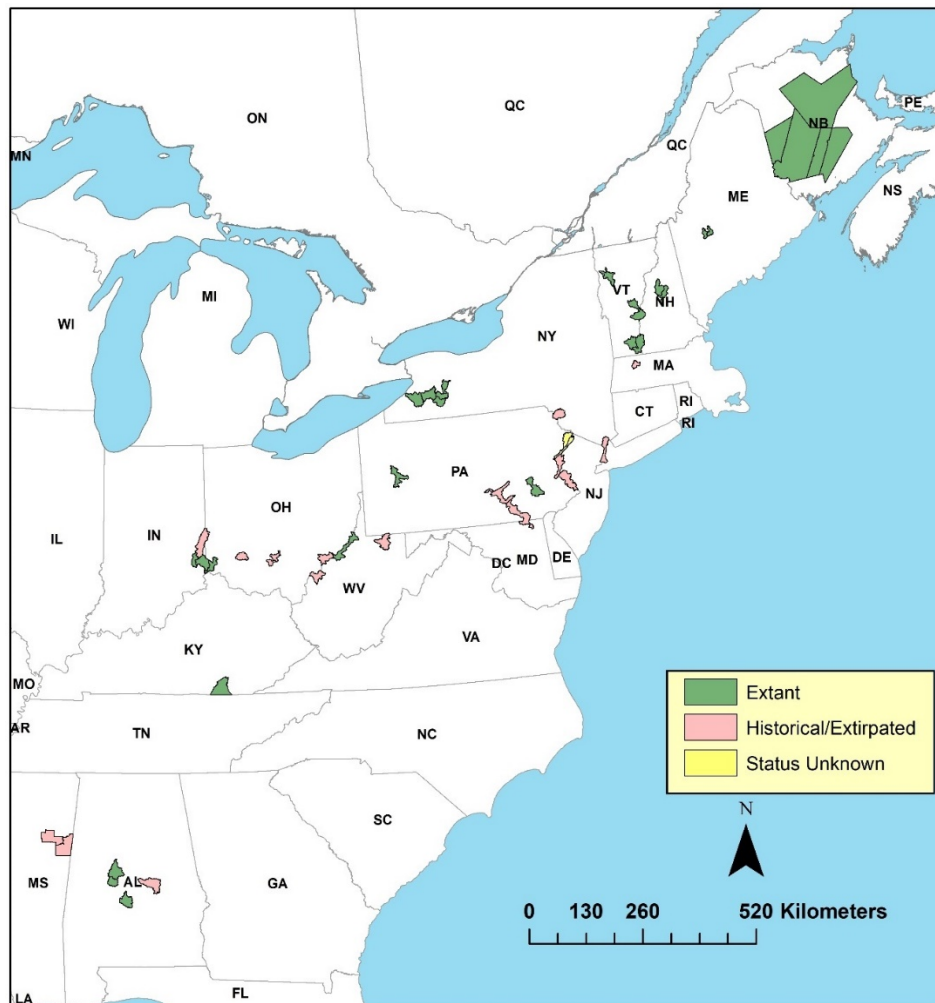 ON
QC
PE
NB
MN
QC
NS
ME
MI
VT
NH
WI
NY
MA
CT
RI
RI
PA
NJ
OH
IL
IN
DC
MD
DE
WV
VA
KY
MO
Extant
Historical/Extirpated
Status Unknown
AR
TN
NC
N
SC
MS
AL
GA
0 130 260 520 Kilometers
LA
FL